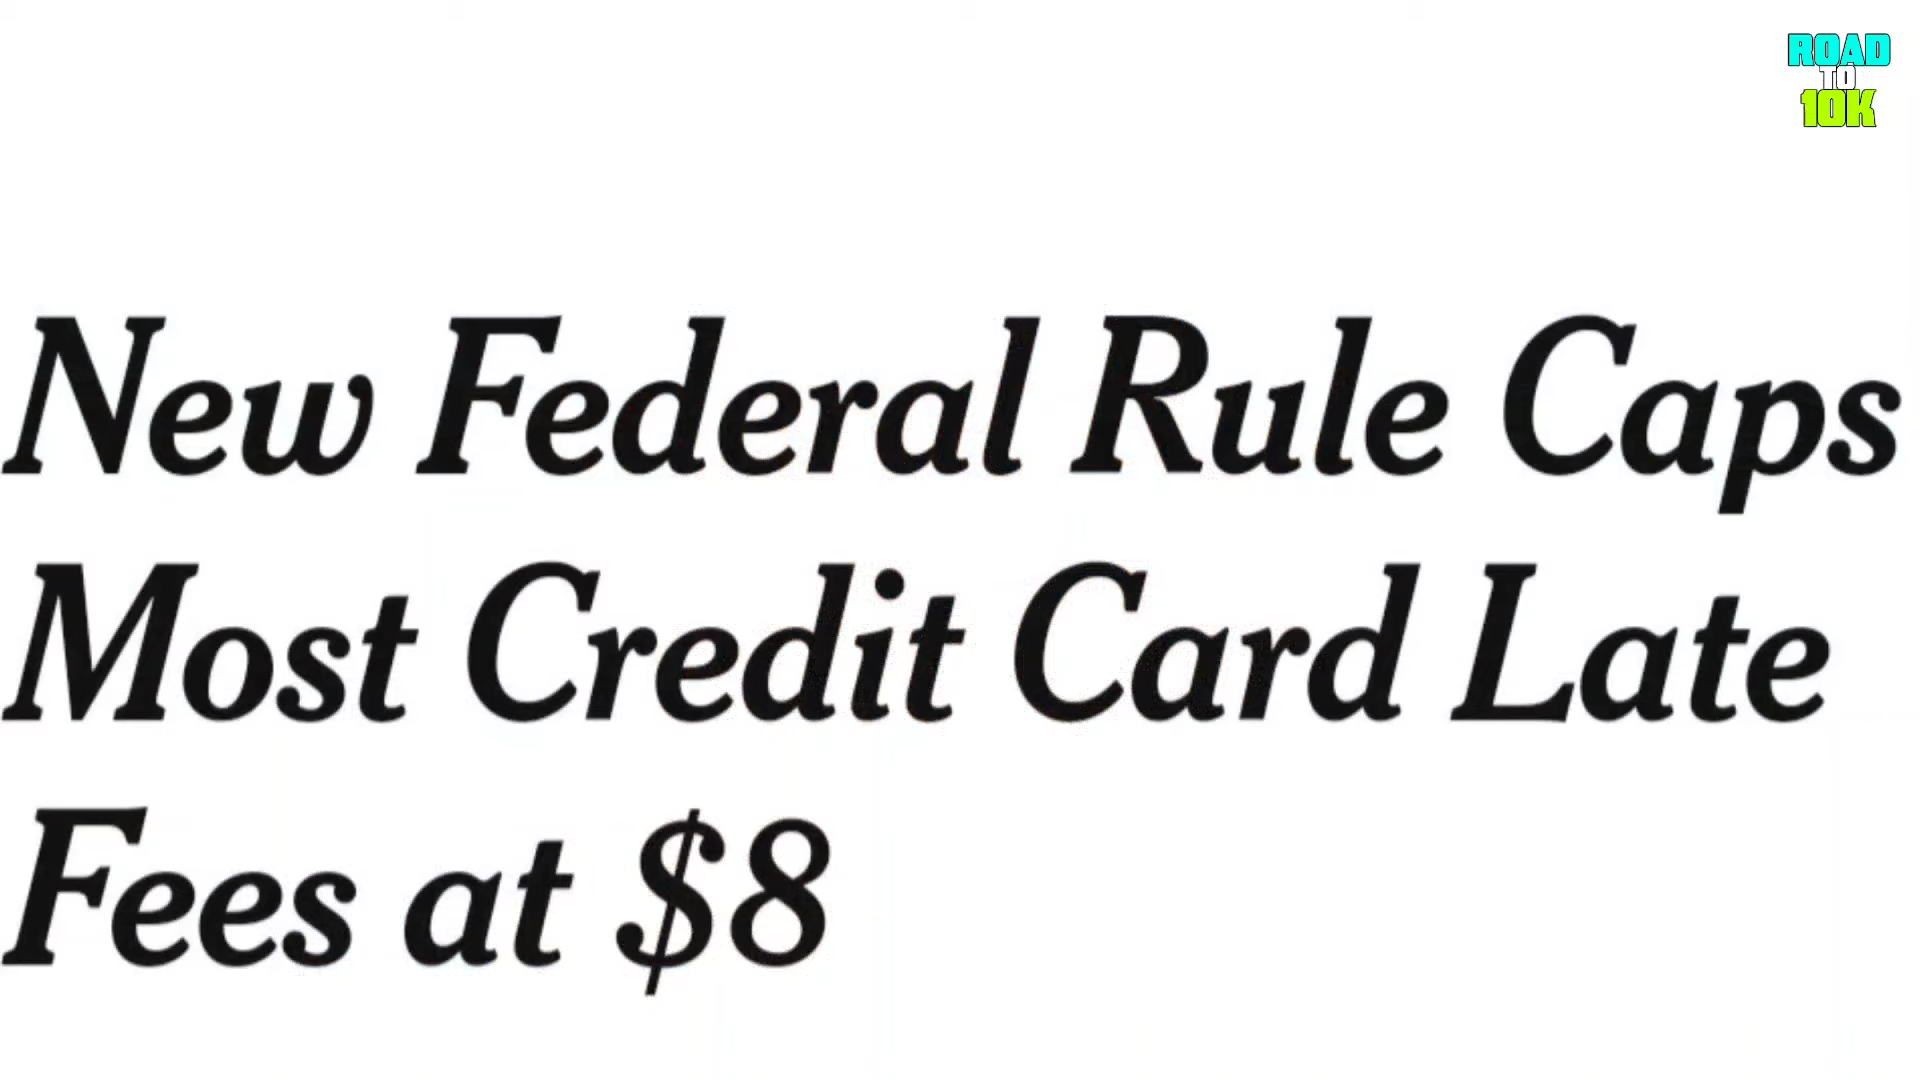 ROAD
TO
10K
New Federal Rule Caps
Most Credit Card Late
Fees at $8